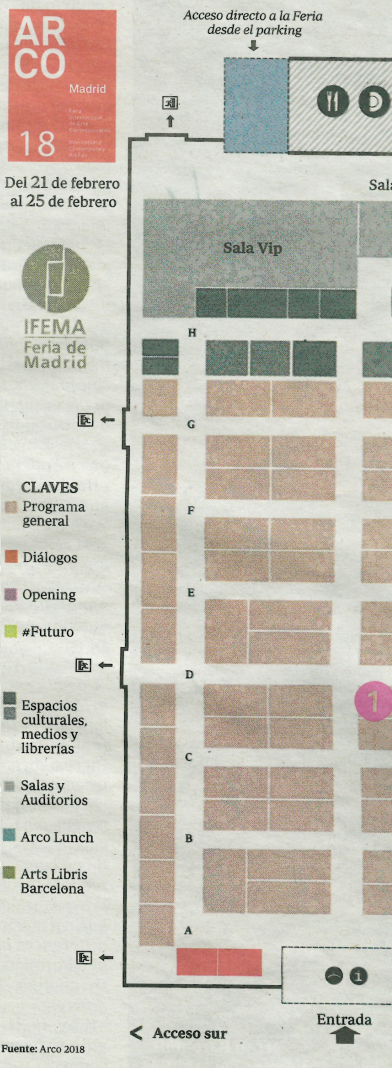 Acceso directo a la Feria
desde el parking
AR
CO
Madrid
18
Del 21 de febrero
al 25 de febrero
IFEMA
Feria de
Madrid
Sala Vip
H
G
F
E
D
C
B
A
1
CLAVES
Programa
general
Diálogos
Opening
#Futuro
Espacios
culturales,
medios y
librerías
Salas y
Auditorios
Arco Lunch
Arts Libris
Barcelona
i
Entrada
< Acceso sur
Fuente: Arco 2018